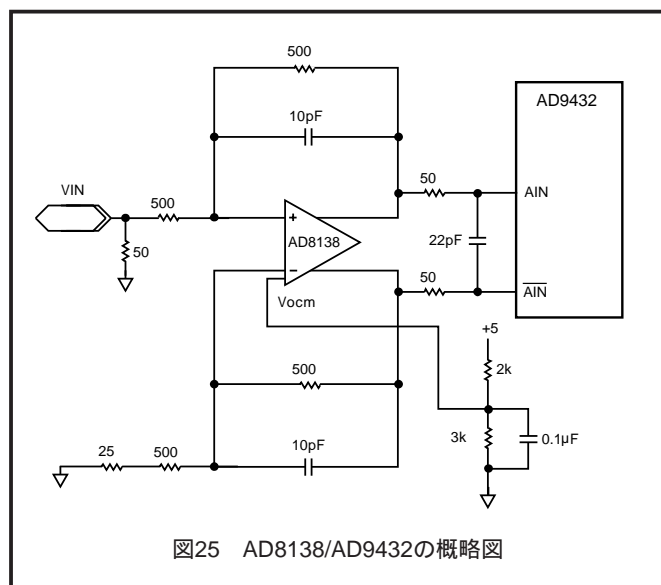 500
10pF
AD9432
VIN
500
50
AIN
+
AD8138
50
22pF
−
50
AIN
Vocm
+5
500
2k
3k
0.1µF
25
500
10pF
図25 AD8138/AD9432の概略図